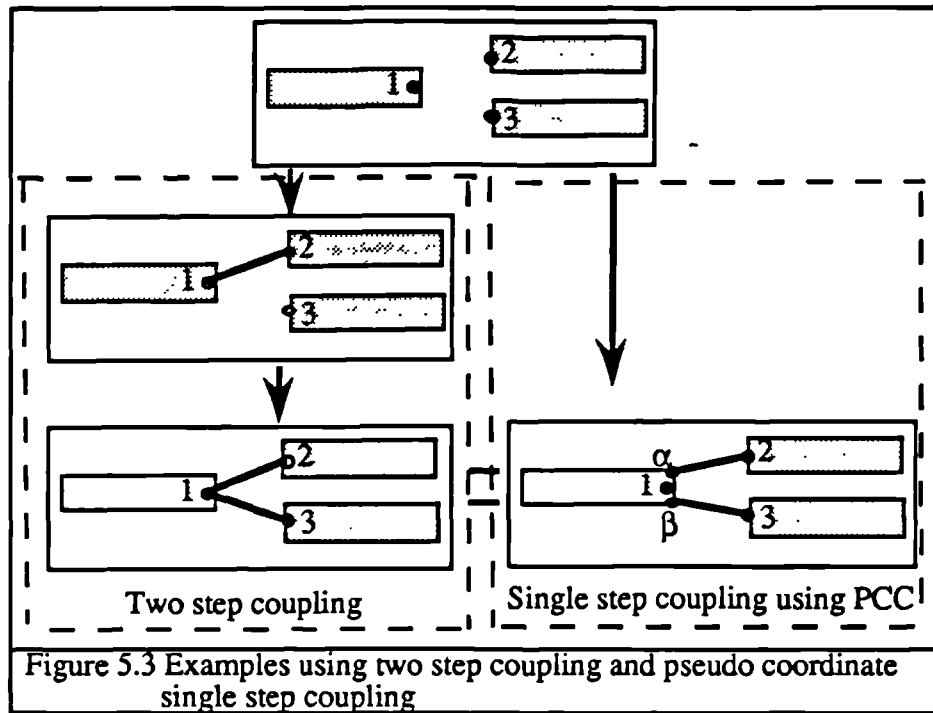 2
1
3
2
1
3
2
1
3
α
2
1
β
3
Two step coupling
Single step coupling using PCC
Figure 5.3 Examples using two step coupling and pseudo coordinate
single step coupling